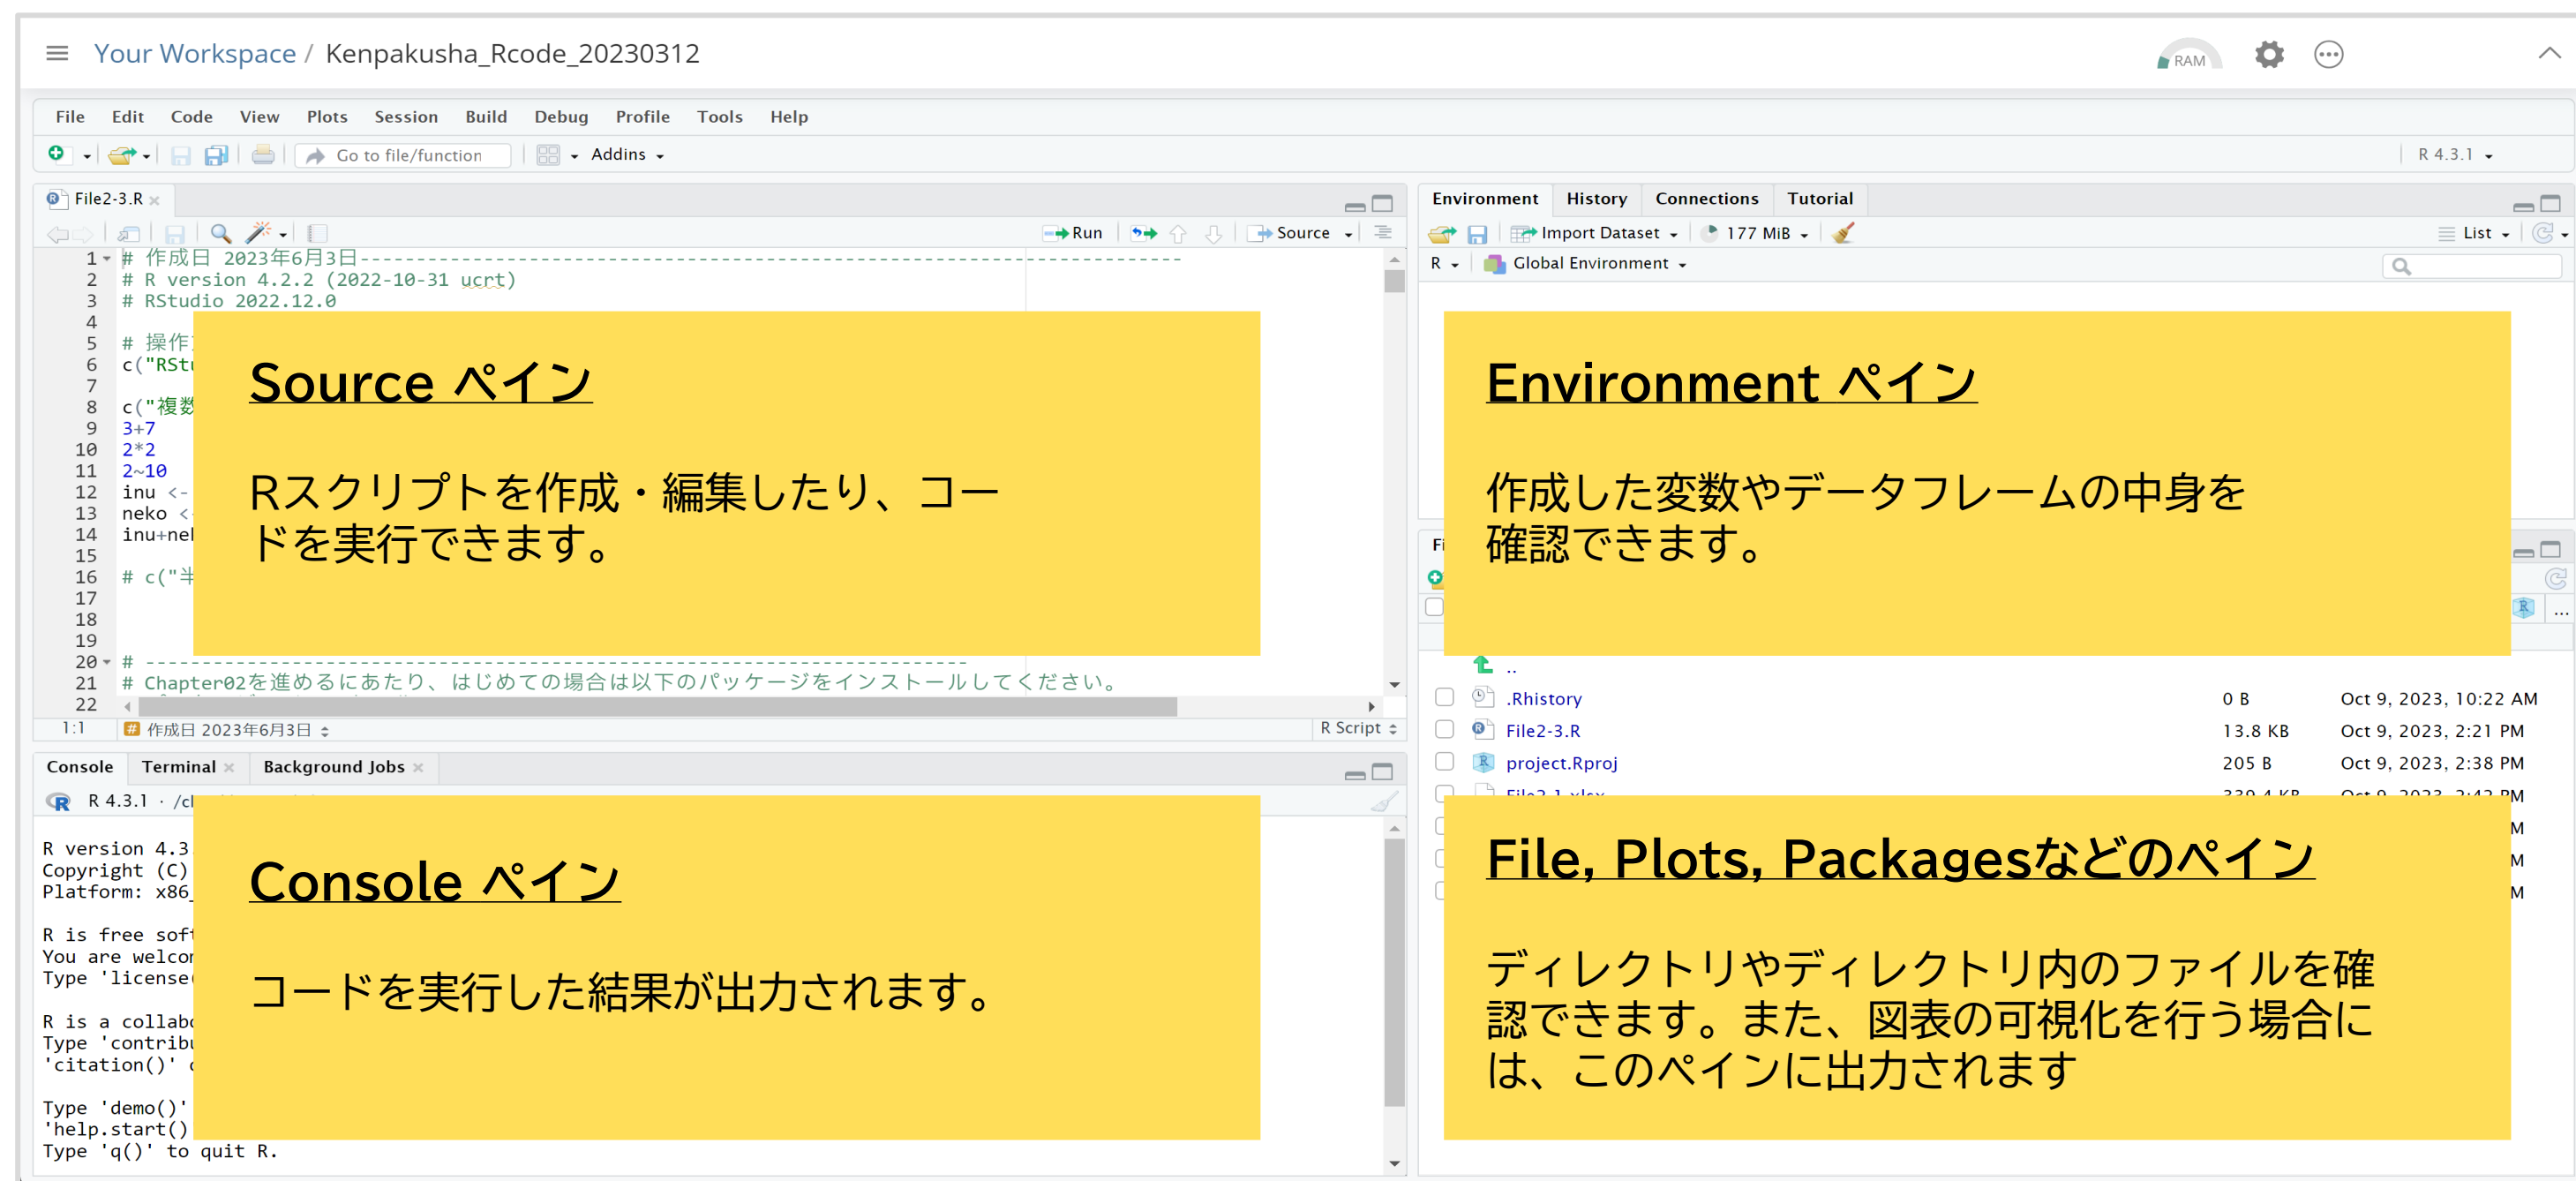 Your Workspace / Kenpakusha_Rcode_20230312
RAM
File Edit Code View Plots Session Build Debug Profile Tools Help
Go to file/function Addins
R 4.3.1
File2-3.R
Run Source
1 # 作成日 2023年6月3日--------------------------------------------------------------------------
2 # R version 4.2.2 (2022-10-31 ucrt)
3 # RStudio 2022.12.0
4
5 # 操作
6 c("RSt
7
8 c("複数
9 3+7
10 2*2
11 2~10
12 inu <-
13 neko <
14 inu+ne
15
16 # c("半
17
18
19
20 # --------------------------------------------------------------------------
21 # Chapter02を進めるにあたり、はじめての場合は以下のパッケージをインストールしてください。
22
1:1 # 作成日 2023年6月3日 R Script
Source ペイン
Rスクリプトを作成・編集したり、コー
ドを実行できます。
Environment History Connections Tutorial
Import Dataset 177 MiB List
R Global Environment
Environment ペイン
作成した変数やデータフレームの中身を
確認できます。
Console Terminal Background Jobs
R 4.3.1 · /cl
R version 4.3
Copyright (C)
Platform: x86_
R is free sof
You are welco
Type 'license
R is a collab
Type 'contrib
'citation()'
Type 'demo()'
'help.start()
Type 'q()' to quit R.
Console ペイン
コードを実行した結果が出力されます。
Fi
...
..
.Rhistory 0 B Oct 9, 2023, 10:22 AM
File2-3.R 13.8 KB Oct 9, 2023, 2:21 PM
project.Rproj 205 B Oct 9, 2023, 2:38 PM
File2-1.xlsx 339.4 KB Oct 9, 2023, 2:42 PM
M
M
M
File, Plots, Packagesなどのペイン
ディレクトリやディレクトリ内のファイルを確
認できます。また、図表の可視化を行う場合に
は、このペインに出力されます